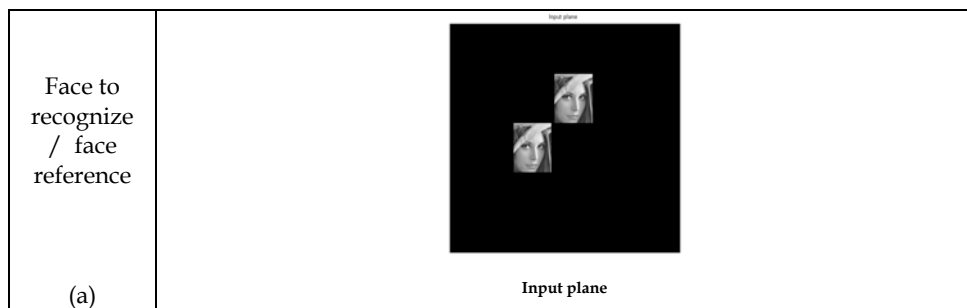 Input plane
Face to
recognize
/ face
reference
(a)
Input plane